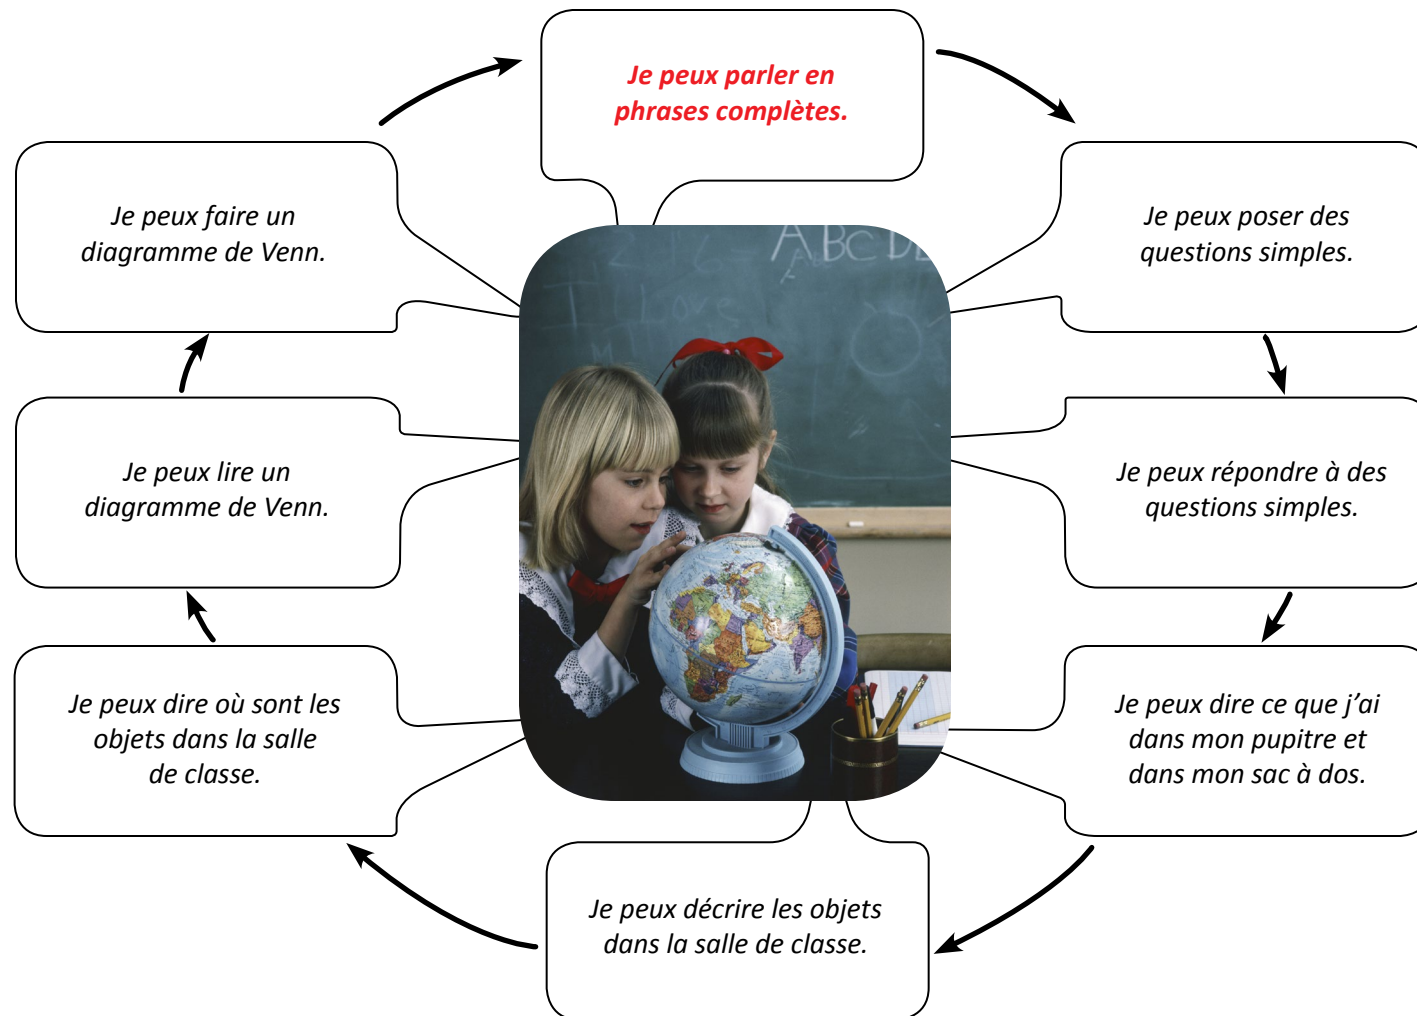 Je peux parler en
phrases complètes.
Je peux poser des
questions simples.
Je peux répondre à des
questions simples.
Je peux dire ce que j’ai
dans mon pupitre et
dans mon sac à dos.
Je peux décrire les objets
dans la salle de classe.
Je peux dire où sont les
objets dans la salle
de classe.
Je peux lire un
diagramme de Venn.
Je peux faire un
diagramme de Venn.
ABCDE